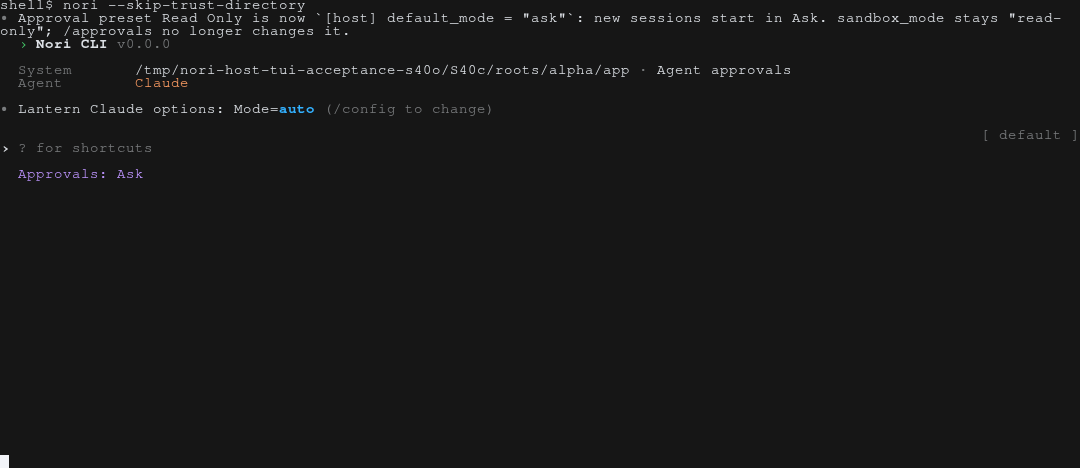 shell$ nori --skip-trust-directory
• Approval preset Read Only is now `[host] default_mode = "ask"`: new sessions start in Ask. sandbox_mode stays "read-
only"; /approvals no longer changes it.
› Nori CLI v0.0.0
System /tmp/nori-host-tui-acceptance-s40o/S40c/roots/alpha/app · Agent approvals
Agent Claude
• Lantern Claude options: Mode=auto (/config to change)
[ default ]
› ? for shortcuts
Approvals: Ask